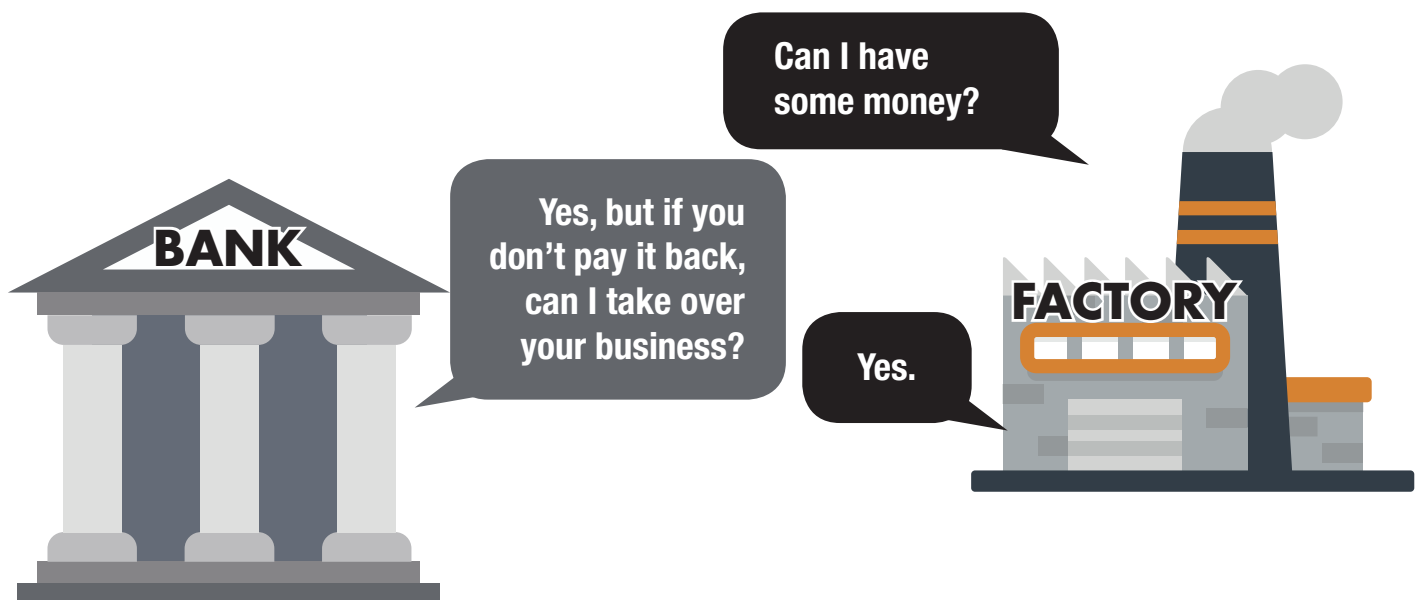 Can I have
some money?
Yes, but if you
don’t pay it back,
can I take over
your business?
BANK
FACTORY
Yes.